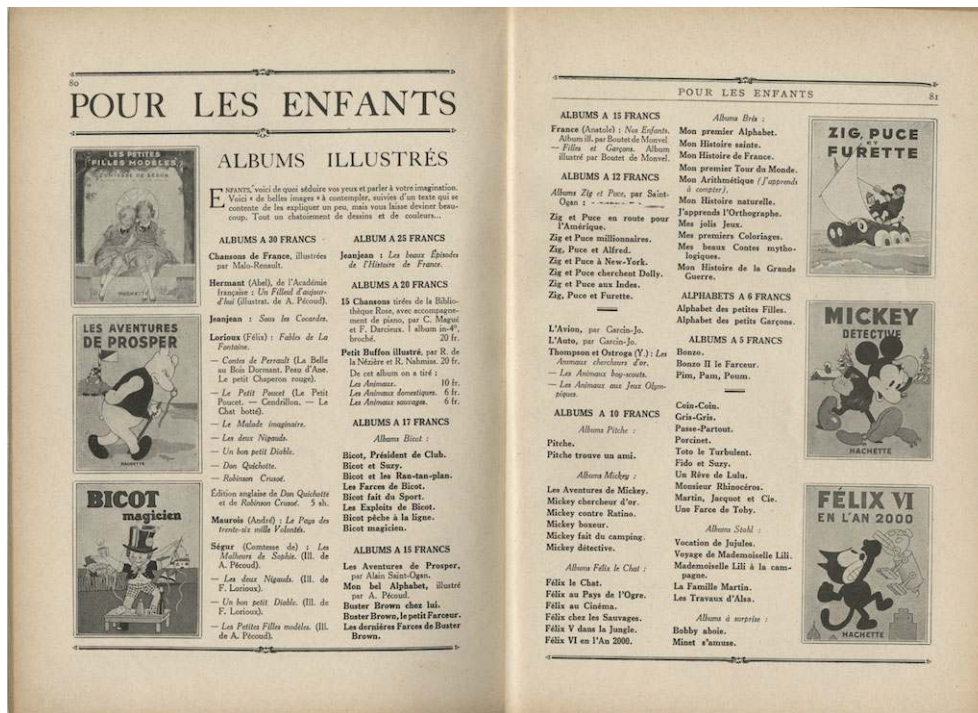 80
POUR LES ENFANTS
LES PETITES
FILLES MODÈLES
COMTESSE DE SÉGUR
HACHETTE
LES AVENTURES
DE PROSPER
HACHETTE
BICOT
magicien
ALBUMS ILLUSTRÉS
ENFANTS, voici de quoi séduire vos yeux et parler à votre imagination.
Voici « de belles images » à contempler, suivies d'un texte qui se
contente de les expliquer un peu, mais vous laisse deviner beau-
coup. Tout un chatoiement de dessins et de couleurs...
ALBUMS A 30 FRANCS
Chansons de France, illustrées
par Malo-Renault.
Hermant (Abel), de l'Académie
française : Un Filleul d'aujour-
d'hui (illustrat. de A. Pécoud).
Jeanjean : Sous les Cocardes.
Lorioux (Félix) : Fables de La
Fontaine.
— Contes de Perrault (La Belle
au Bois Dormant. Peau d'Ane.
Le petit Chaperon rouge).
— Le Petit Poucet (Le Petit
Poucet. — Cendrillon. — Le
Chat botté).
— Le Malade imaginaire.
— Les deux Nigauds.
— Un bon petit Diable.
— Don Quichotte.
— Robinson Crusoé.
Édition anglaise de Don Quichotte
et de Robinson Crusoé. 5 sh.
Maurois (André) : Le Pays des
trente-six mille Volontés.
Ségur (Comtesse de) : Les
Malheurs de Sophie. (Ill. de
A. Pécoud).
— Les deux Nigauds. (Ill. de
F. Lorioux).
— Un bon petit Diable. (Ill. de
F. Lorioux).
— Les Petites Filles modèles. (Ill.
de A. Pécoud).
ALBUM A 25 FRANCS
Jeanjean : Les beaux Épisodes
de l'Histoire de France.
ALBUMS A 20 FRANCS
15 Chansons tirées de la Biblio-
thèque Rose, avec accompagne-
ment de piano, par C. Magué
et F. Darcieux. 1 album in-4°,
broché. 20 fr.
Petit Buffon illustré, par R. de
la Nézière et R. Nahmias. 20 fr.
De cet album on a tiré :
Les Animaux. 10 fr.
Les Animaux domestiques. 6 fr.
Les Animaux sauvages. 6 fr.
ALBUMS A 17 FRANCS
Albums Bicot :
Bicot, Président de Club.
Bicot et Suzy.
Bicot et les Ran-tan-plan.
Les Farces de Bicot.
Bicot fait du Sport.
Les Exploits de Bicot.
Bicot pêche à la ligne.
Bicot magicien.
ALBUMS A 15 FRANCS
Les Aventures de Prosper,
par Alain Saint-Ogan.
Mon bel Alphabet, illustré
par A. Pécoud.
Buster Brown chez lui.
Buster Brown, le petit Farceur.
Les dernières Farces de Buster
Brown.
POUR LES ENFANTS
81
ALBUMS A 15 FRANCS
France (Anatole) : Nos Enfants.
Album ill. par Boutet de Monvel.
— Filles et Garçons. Album
illustré par Boutet de Monvel.
ALBUMS A 12 FRANCS
Albums Zig et Puce, par Saint-
Ogan :
Zig et Puce en route pour
l'Amérique.
Zig et Puce millionnaires.
Zig, Puce et Alfred.
Zig et Puce à New-York.
Zig et Puce cherchent Dolly.
Zig et Puce aux Indes.
Zig, Puce et Furette.
L'Avion, par Garcin-Jo.
L'Auto, par Garcin-Jo.
Thompson et Ostroga (Y.) : Les
Animaux chercheurs d'or.
— Les Animaux boy-scouts.
— Les Animaux aux Jeux Olym-
piques.
ALBUMS A 10 FRANCS
Albums Pitche :
Pitche.
Pitche trouve un ami.
Albums Mickey :
Les Aventures de Mickey.
Mickey chercheur d'or.
Mickey contre Ratino.
Mickey boxeur.
Mickey fait du camping.
Mickey détective.
Albums Félix le Chat :
Félix le Chat.
Félix au Pays de l'Ogre.
Félix au Cinéma.
Félix chez les Sauvages.
Félix V dans la Jungle.
Félix VI en l'An 2000.
Albums Bris :
Mon premier Alphabet.
Mon Histoire sainte.
Mon Histoire de France.
Mon premier Tour du Monde.
Mon Arithmétique (J'apprends
à compter).
Mon Histoire naturelle.
J'apprends l'Orthographe.
Mes jolis Jeux.
Mes premiers Coloriages.
Mes beaux Contes mytho-
logiques.
Mon Histoire de la Grande
Guerre.
ALPHABETS A 6 FRANCS
Alphabet des petites Filles.
Alphabet des petits Garçons.
ALBUMS A 5 FRANCS
Bonzo.
Bonzo II le Farceur.
Pim, Pam, Poum.
Coin-Coin.
Gris-Gris.
Passe-Partout.
Porcinet.
Toto le Turbulent.
Fido et Suzy.
Un Rêve de Lulu.
Monsieur Rhinocéros.
Martin, Jacquot et Cie.
Une Farce de Toby.
Albums Stahl :
Vocation de Jujules.
Voyage de Mademoiselle Lili.
Mademoiselle Lili à la cam-
pagne.
La Famille Martin.
Les Travaux d'Alsa.
Albums à surprise :
Bobby aboie.
Minet s'amuse.
ZIG, PUCE
ET
FURETTE
MICKEY
DÉTECTIVE
HACHETTE
FÉLIX VI
EN L'AN 2000
HACHETTE